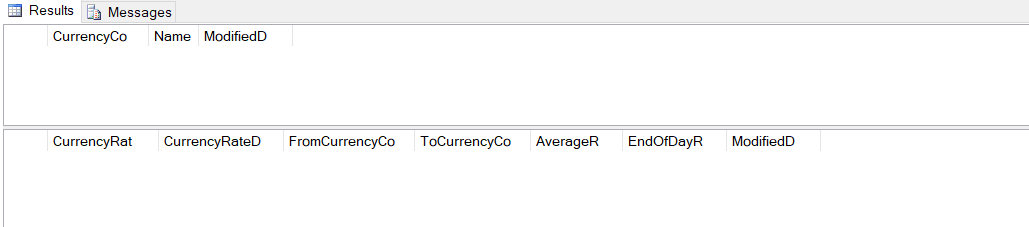 Results Messages
CurrencyCo Name ModifiedD
CurrencyRat CurrencyRateD FromCurrencyCo ToCurrencyCo AverageR EndOfDayR ModifiedD